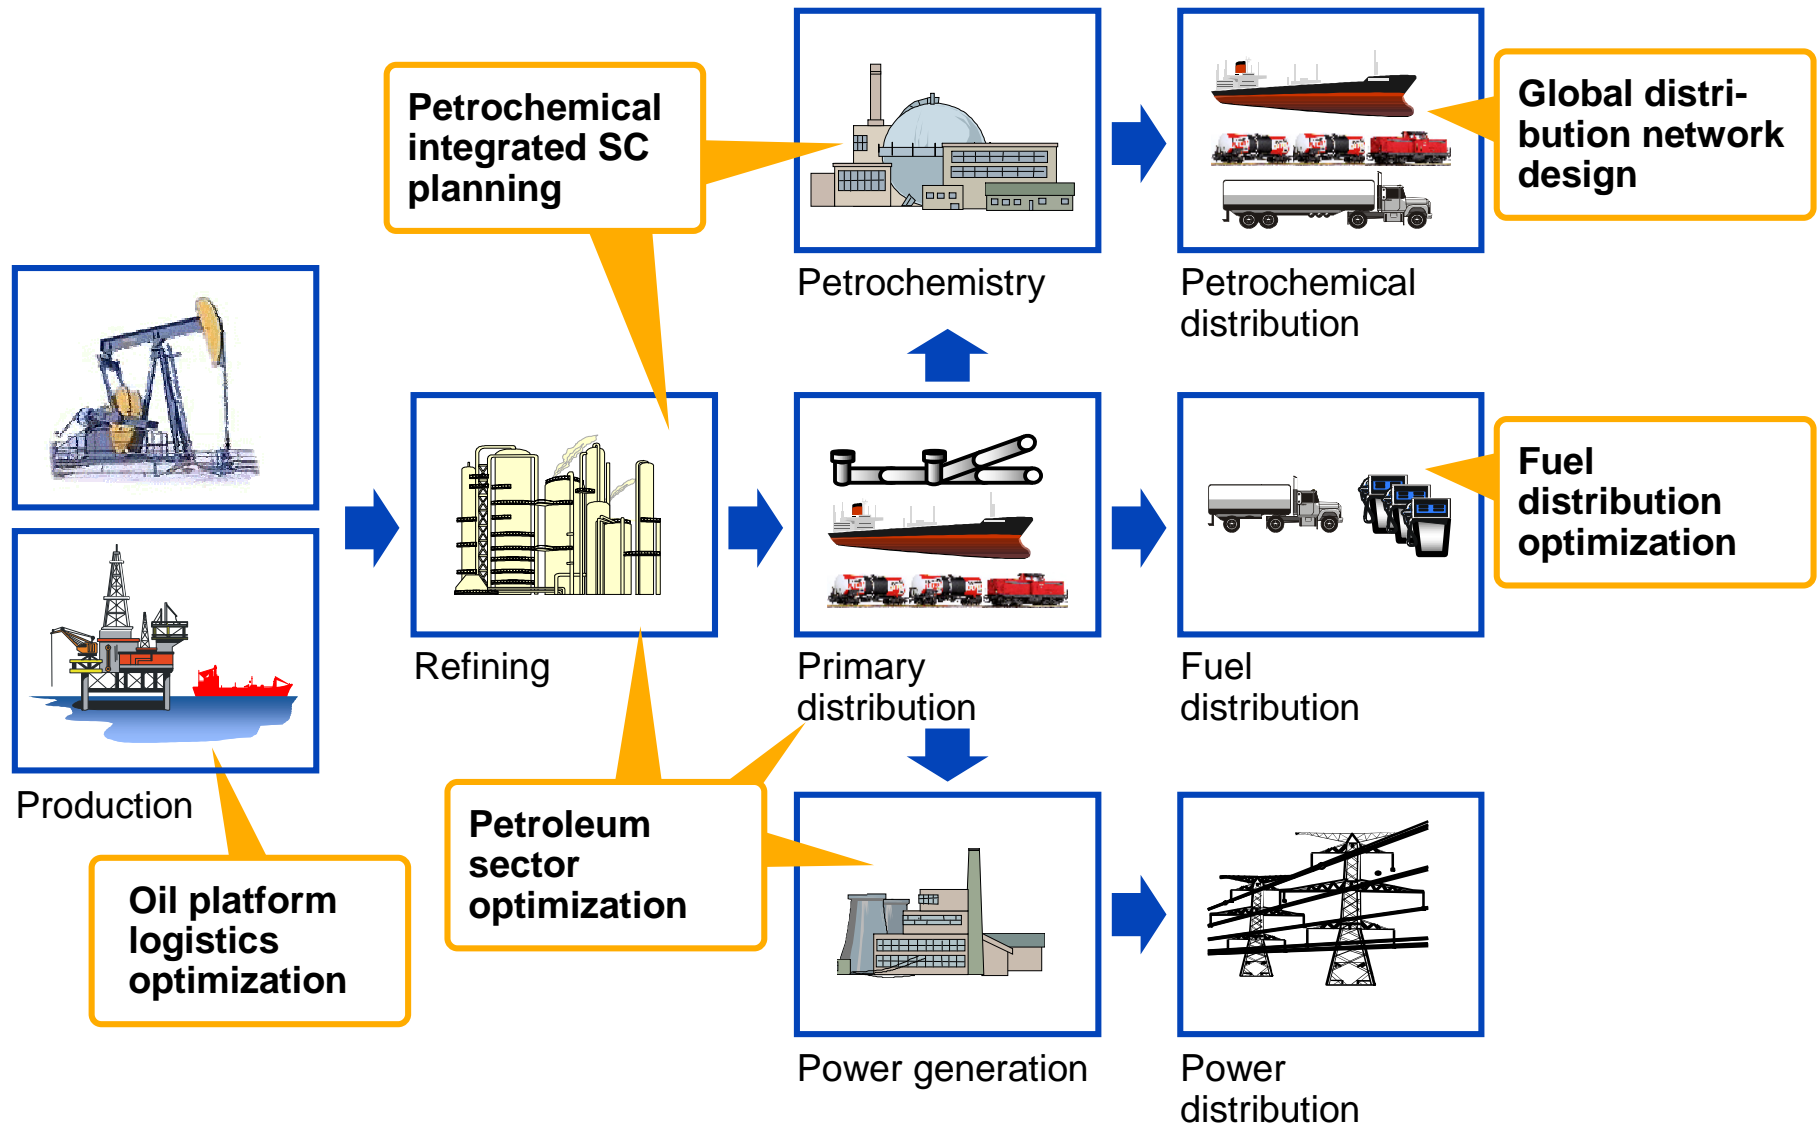 Petrochemical
integrated SC
planning
Global distri-
bution network
design
Petrochemistry
Petrochemical
distribution
Fuel
distribution
optimization
Refining
Primary
distribution
Fuel
distribution
Production
Petroleum
sector
optimization
Oil platform
logistics
optimization
Power generation
Power
distribution